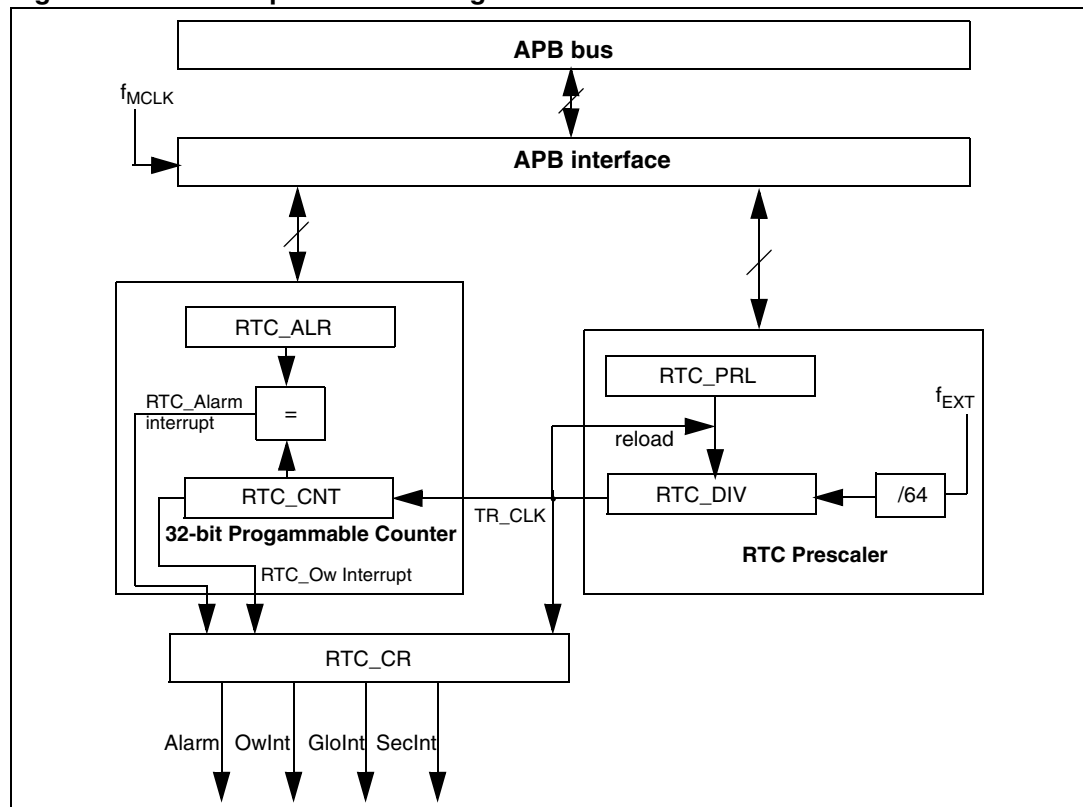 APB bus
fMCLK
APB interface
RTC_ALR
RTC_Alarm
interrupt
=
RTC_CNT
32-bit Progammable Counter
RTC_Ow Interrupt
TR_CLK
RTC_PRL
reload
fEXT
RTC_DIV
/64
RTC Prescaler
RTC_CR
Alarm OwInt GloInt SecInt